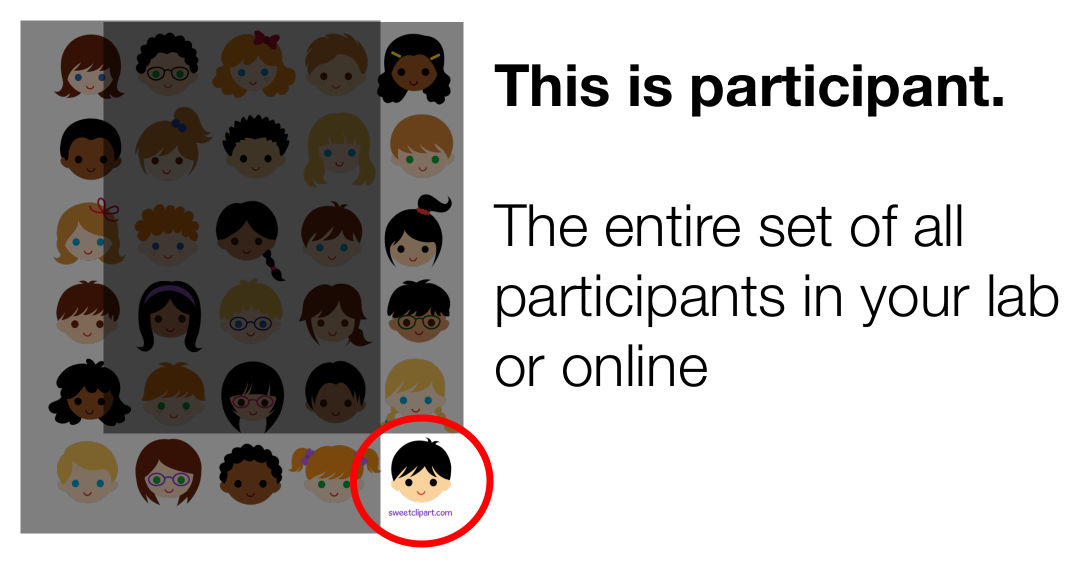 This is participant.
The entire set of all
participants in your lab
or online
sweetclipart.com